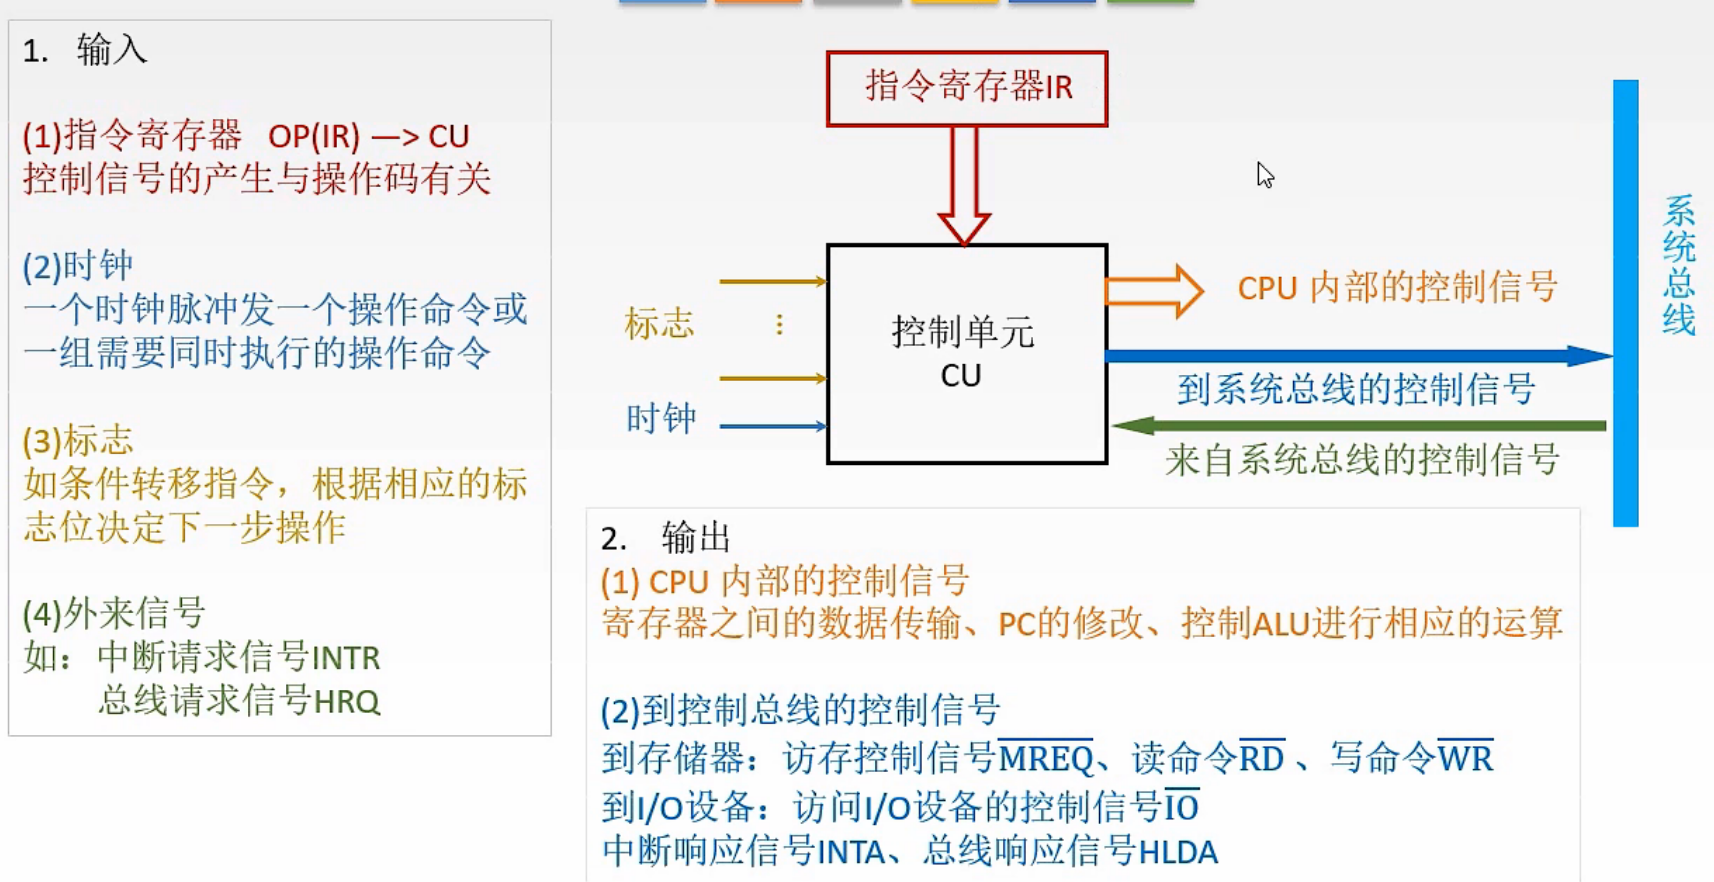 1. 输入
(1)指令寄存器 OP(IR) —> CU
控制信号的产生与操作码有关
(2)时钟
一个时钟脉冲发一个操作命令或
一组需要同时执行的操作命令
(3)标志
如条件转移指令，根据相应的标
志位决定下一步操作
(4)外来信号
如：中断请求信号INTR
总线请求信号HRQ
指令寄存器IR
标志
⋮
时钟
控制单元
CU
CPU 内部的控制信号
到系统总线的控制信号
来自系统总线的控制信号
系统总线
2. 输出
(1) CPU 内部的控制信号
寄存器之间的数据传输、PC的修改、控制ALU进行相应的运算
(2)到控制总线的控制信号
到存储器：访存控制信号M̅R̅E̅Q̅、读命令R̅D̅ 、写命令W̅R̅
到I/O设备：访问I/O设备的控制信号I̅O̅
中断响应信号INTA、总线响应信号HLDA